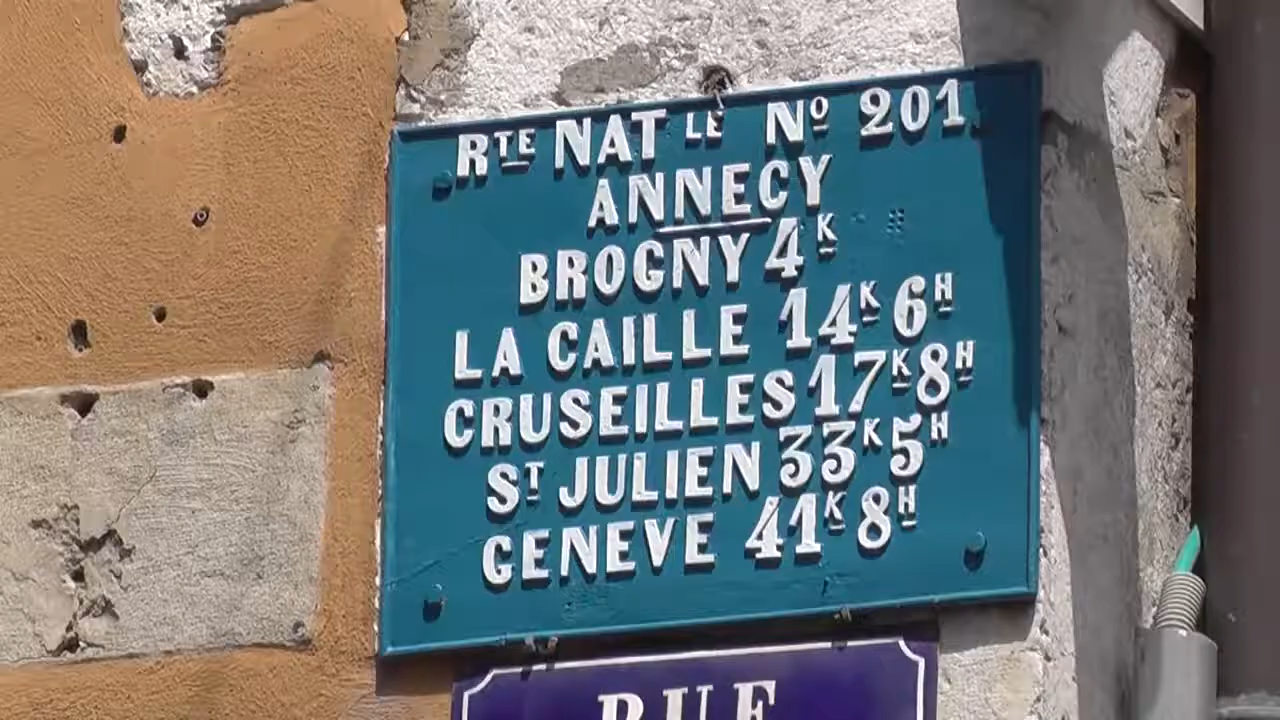 RTE NAT LE No 201
ANNECY
BROGNY 4K
LA CAILLE 14K 6H
CRUSEILLES 17K 8H
ST JULIEN 33K 5H
GENEVE 41K 8H
RUE